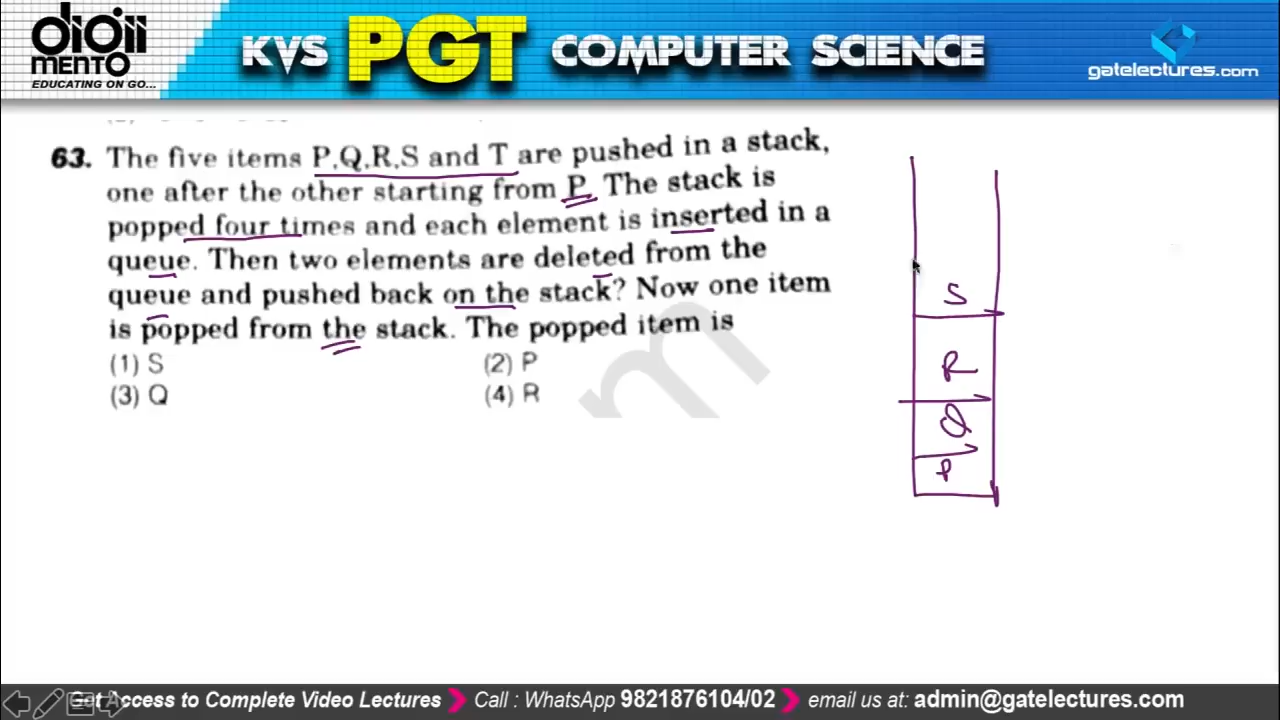 digii
MENTO
EDUCATING ON GO...
KVS PGT COMPUTER SCIENCE
gatelectures.com
63. The five items P,Q,R,S and T are pushed in a stack,
one after the other starting from P. The stack is
popped four times and each element is inserted in a
queue. Then two elements are deleted from the
queue and pushed back on the stack? Now one item
is popped from the stack. The popped item is
(1) S (2) P
(3) Q (4) R
S
R
Q
P
m
Get Access to Complete Video Lectures Call : WhatsApp 9821876104/02 email us at: admin@gatelectures.com